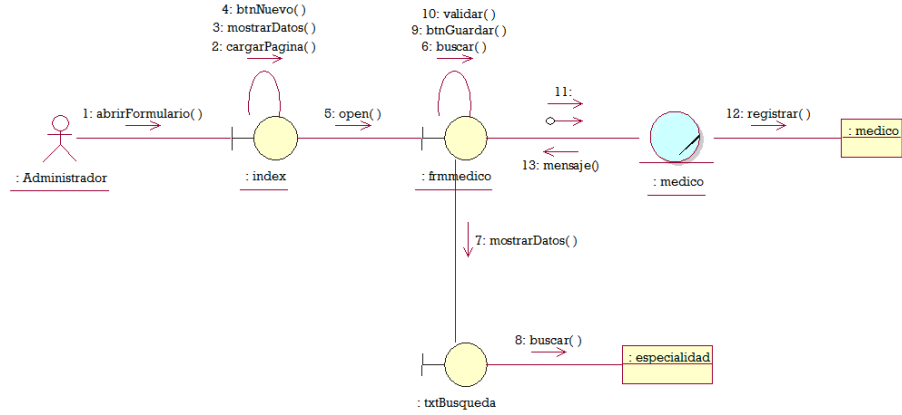 4: btnNuevo( )
3: mostrarDatos( )
2: cargarPagina( )
10: validar( )
9: btnGuardar( )
6: buscar( )
1: abrirFormulario( )
5: open( )
11:
12: registrar( )
13: mensaje()
: Administrador
: index
: frmmedico
: medico
: medico
7: mostrarDatos( )
8: buscar( )
: especialidad
: txtBusqueda